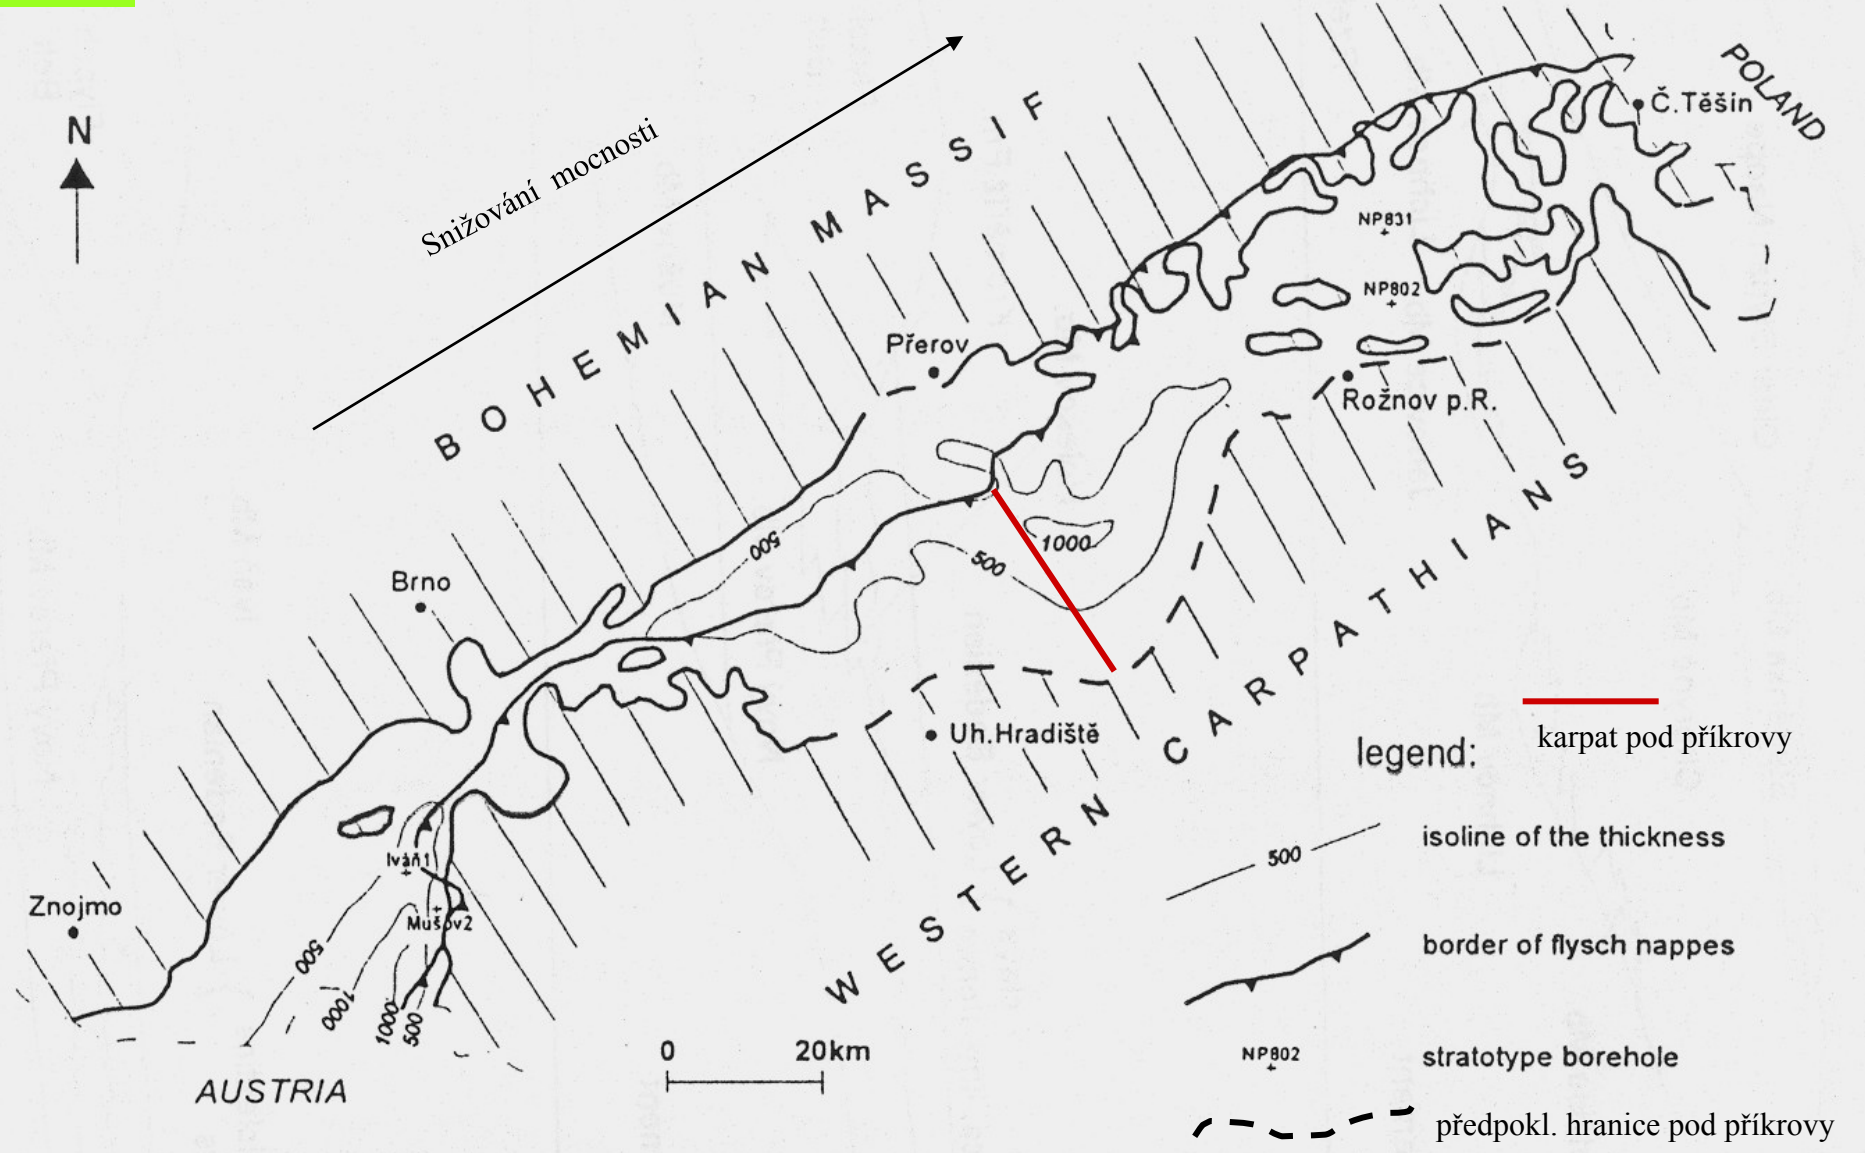 N
Snižování mocnosti
BOHEMIAN MASSIF
POLAND
Č.Těšín
NP831
NP802
Přerov
Rožnov p.R.
500
1000
500
Brno
Uh.Hradiště
WESTERN CARPATHIANS
Iváň1
Mušov2
Znojmo
500
1000
1000
500
AUSTRIA
0 20km
legend:
karpat pod příkrovy
500
isoline of the thickness
border of flysch nappes
NP802
stratotype borehole
předpokl. hranice pod příkrovy